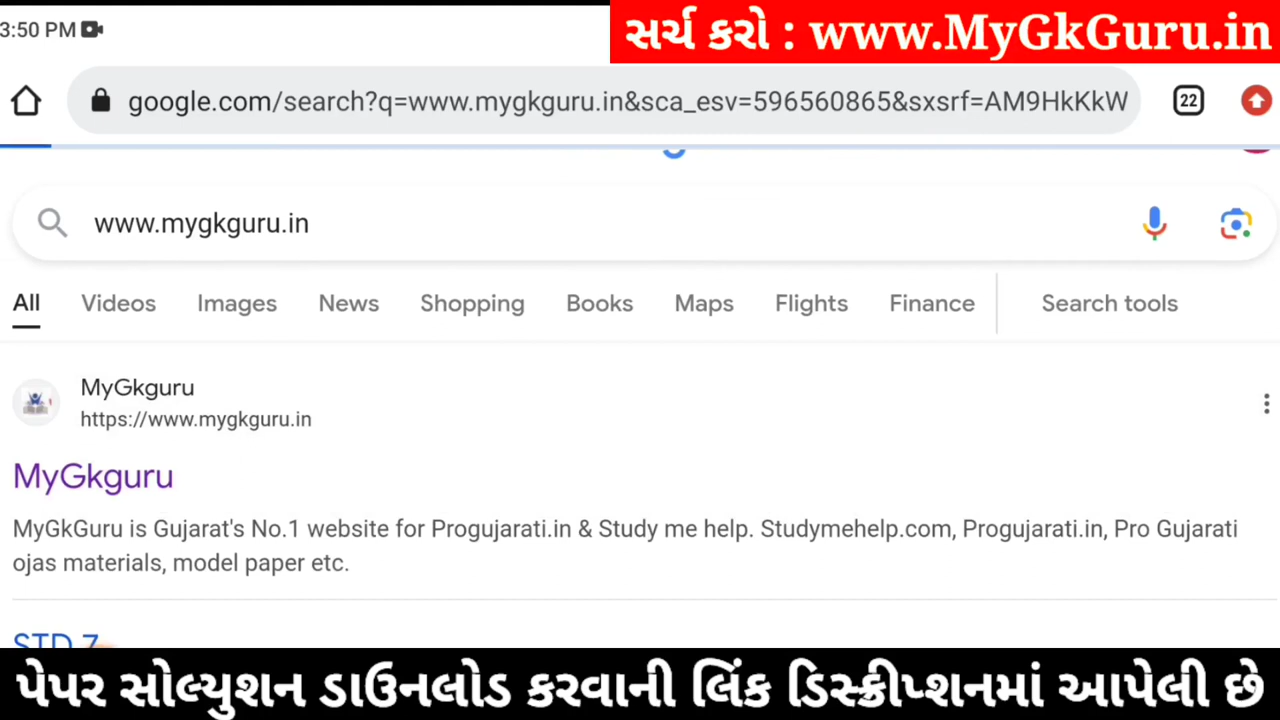 3:50 PM
સર્ચ કરો : www.MyGkGuru.in
google.com/search?q=www.mygkguru.in&sca_esv=596560865&sxsrf=AM9HkKkW
22
www.mygkguru.in
All Videos Images News Shopping Books Maps Flights Finance Search tools
MyGkguru
https://www.mygkguru.in
MyGkguru
MyGkGuru is Gujarat's No.1 website for Progujarati.in & Study me help. Studymehelp.com, Progujarati.in, Pro Gujarati
ojas materials, model paper etc.
STD 7
પેપર સોલ્યુશન ડાઉનલોડ કરવાની લિંક ડિસ્ક્રીપ્શનમાં આપેલી છે